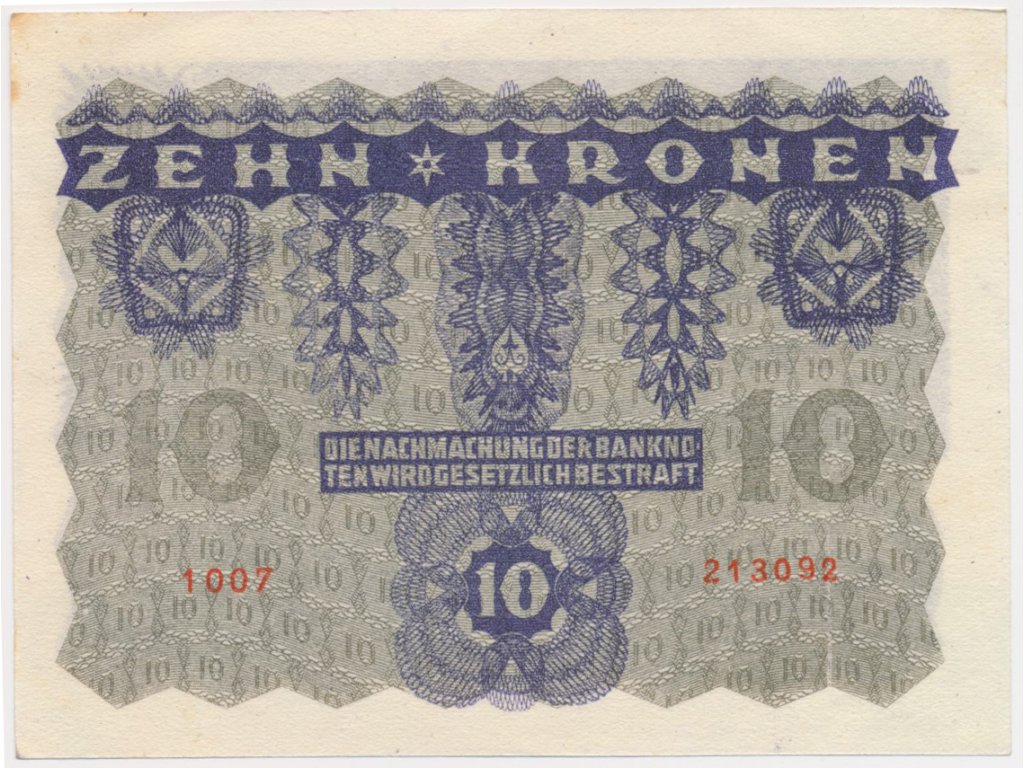 ZEHN ✶ KRONEN
10 10
DIE NACHMACHUNG DER BANKNO-
TEN WIRD GESETZLICH BESTRAFT
1007 10 213092